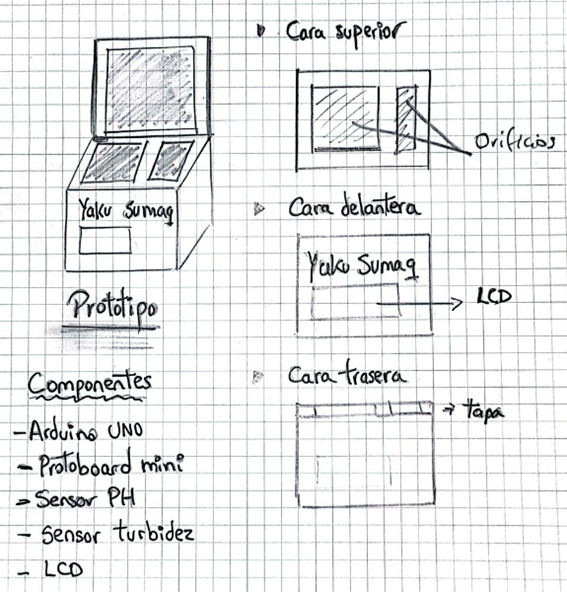 Yaku Sumaq
Prototipo
Componentes
- Arduino UNO
- Protoboard mini
- Sensor PH
- Sensor turbidez
- LCD
Cara superior
Orificios
Cara delantera
Yaku Sumaq
LCD
Cara trasera
tapa